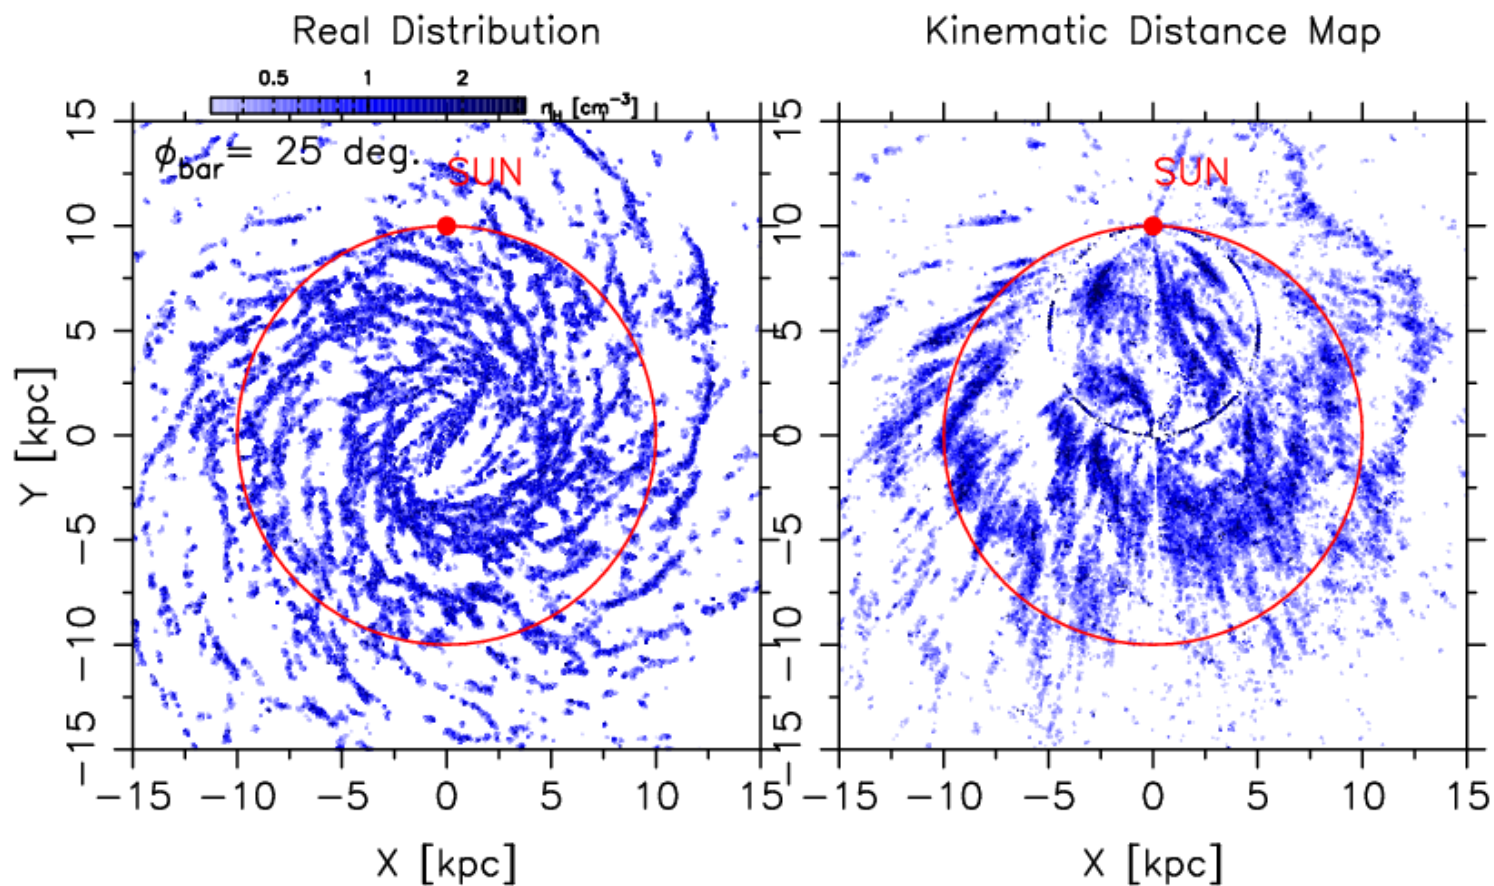 Real Distribution
Kinematic Distance Map
0.5 1 2
n_H [cm^-3]
ϕ_bar = 25 deg.
SUN
SUN
15
10
5
0
−5
−10
−15
Y [kpc]
15
10
5
0
−5
−10
−15
−15 −10 −5 0 5 10 15
−15 −10 −5 0 5 10 15
X [kpc]
X [kpc]